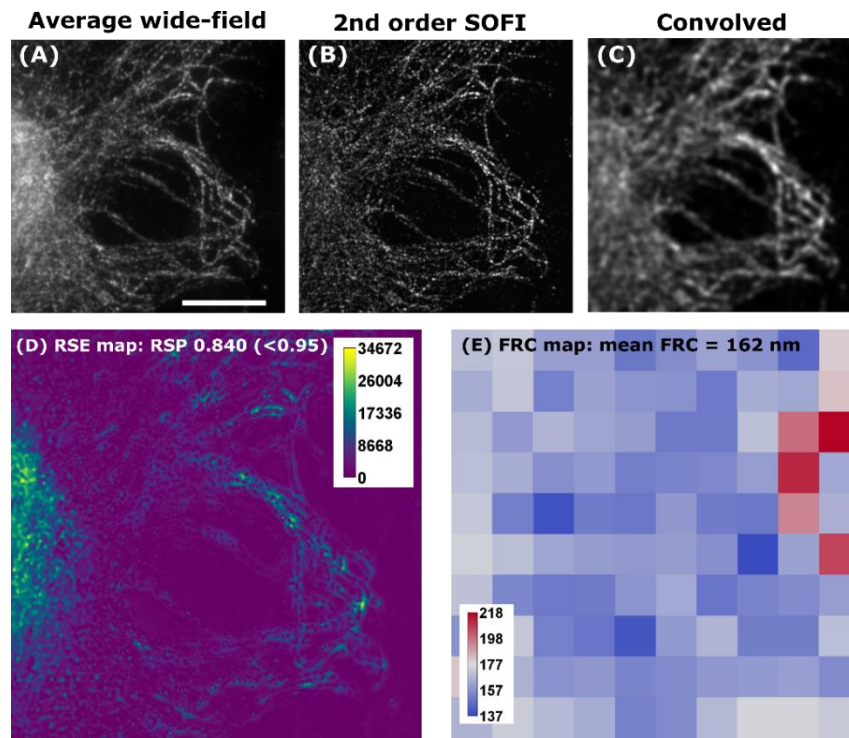 Average wide-field
2nd order SOFI
Convolved
(A)
(B)
(C)
(D) RSE map: RSP 0.840 (<0.95)
34672
26004
17336
8668
0
(E) FRC map: mean FRC = 162 nm
218
198
177
157
137